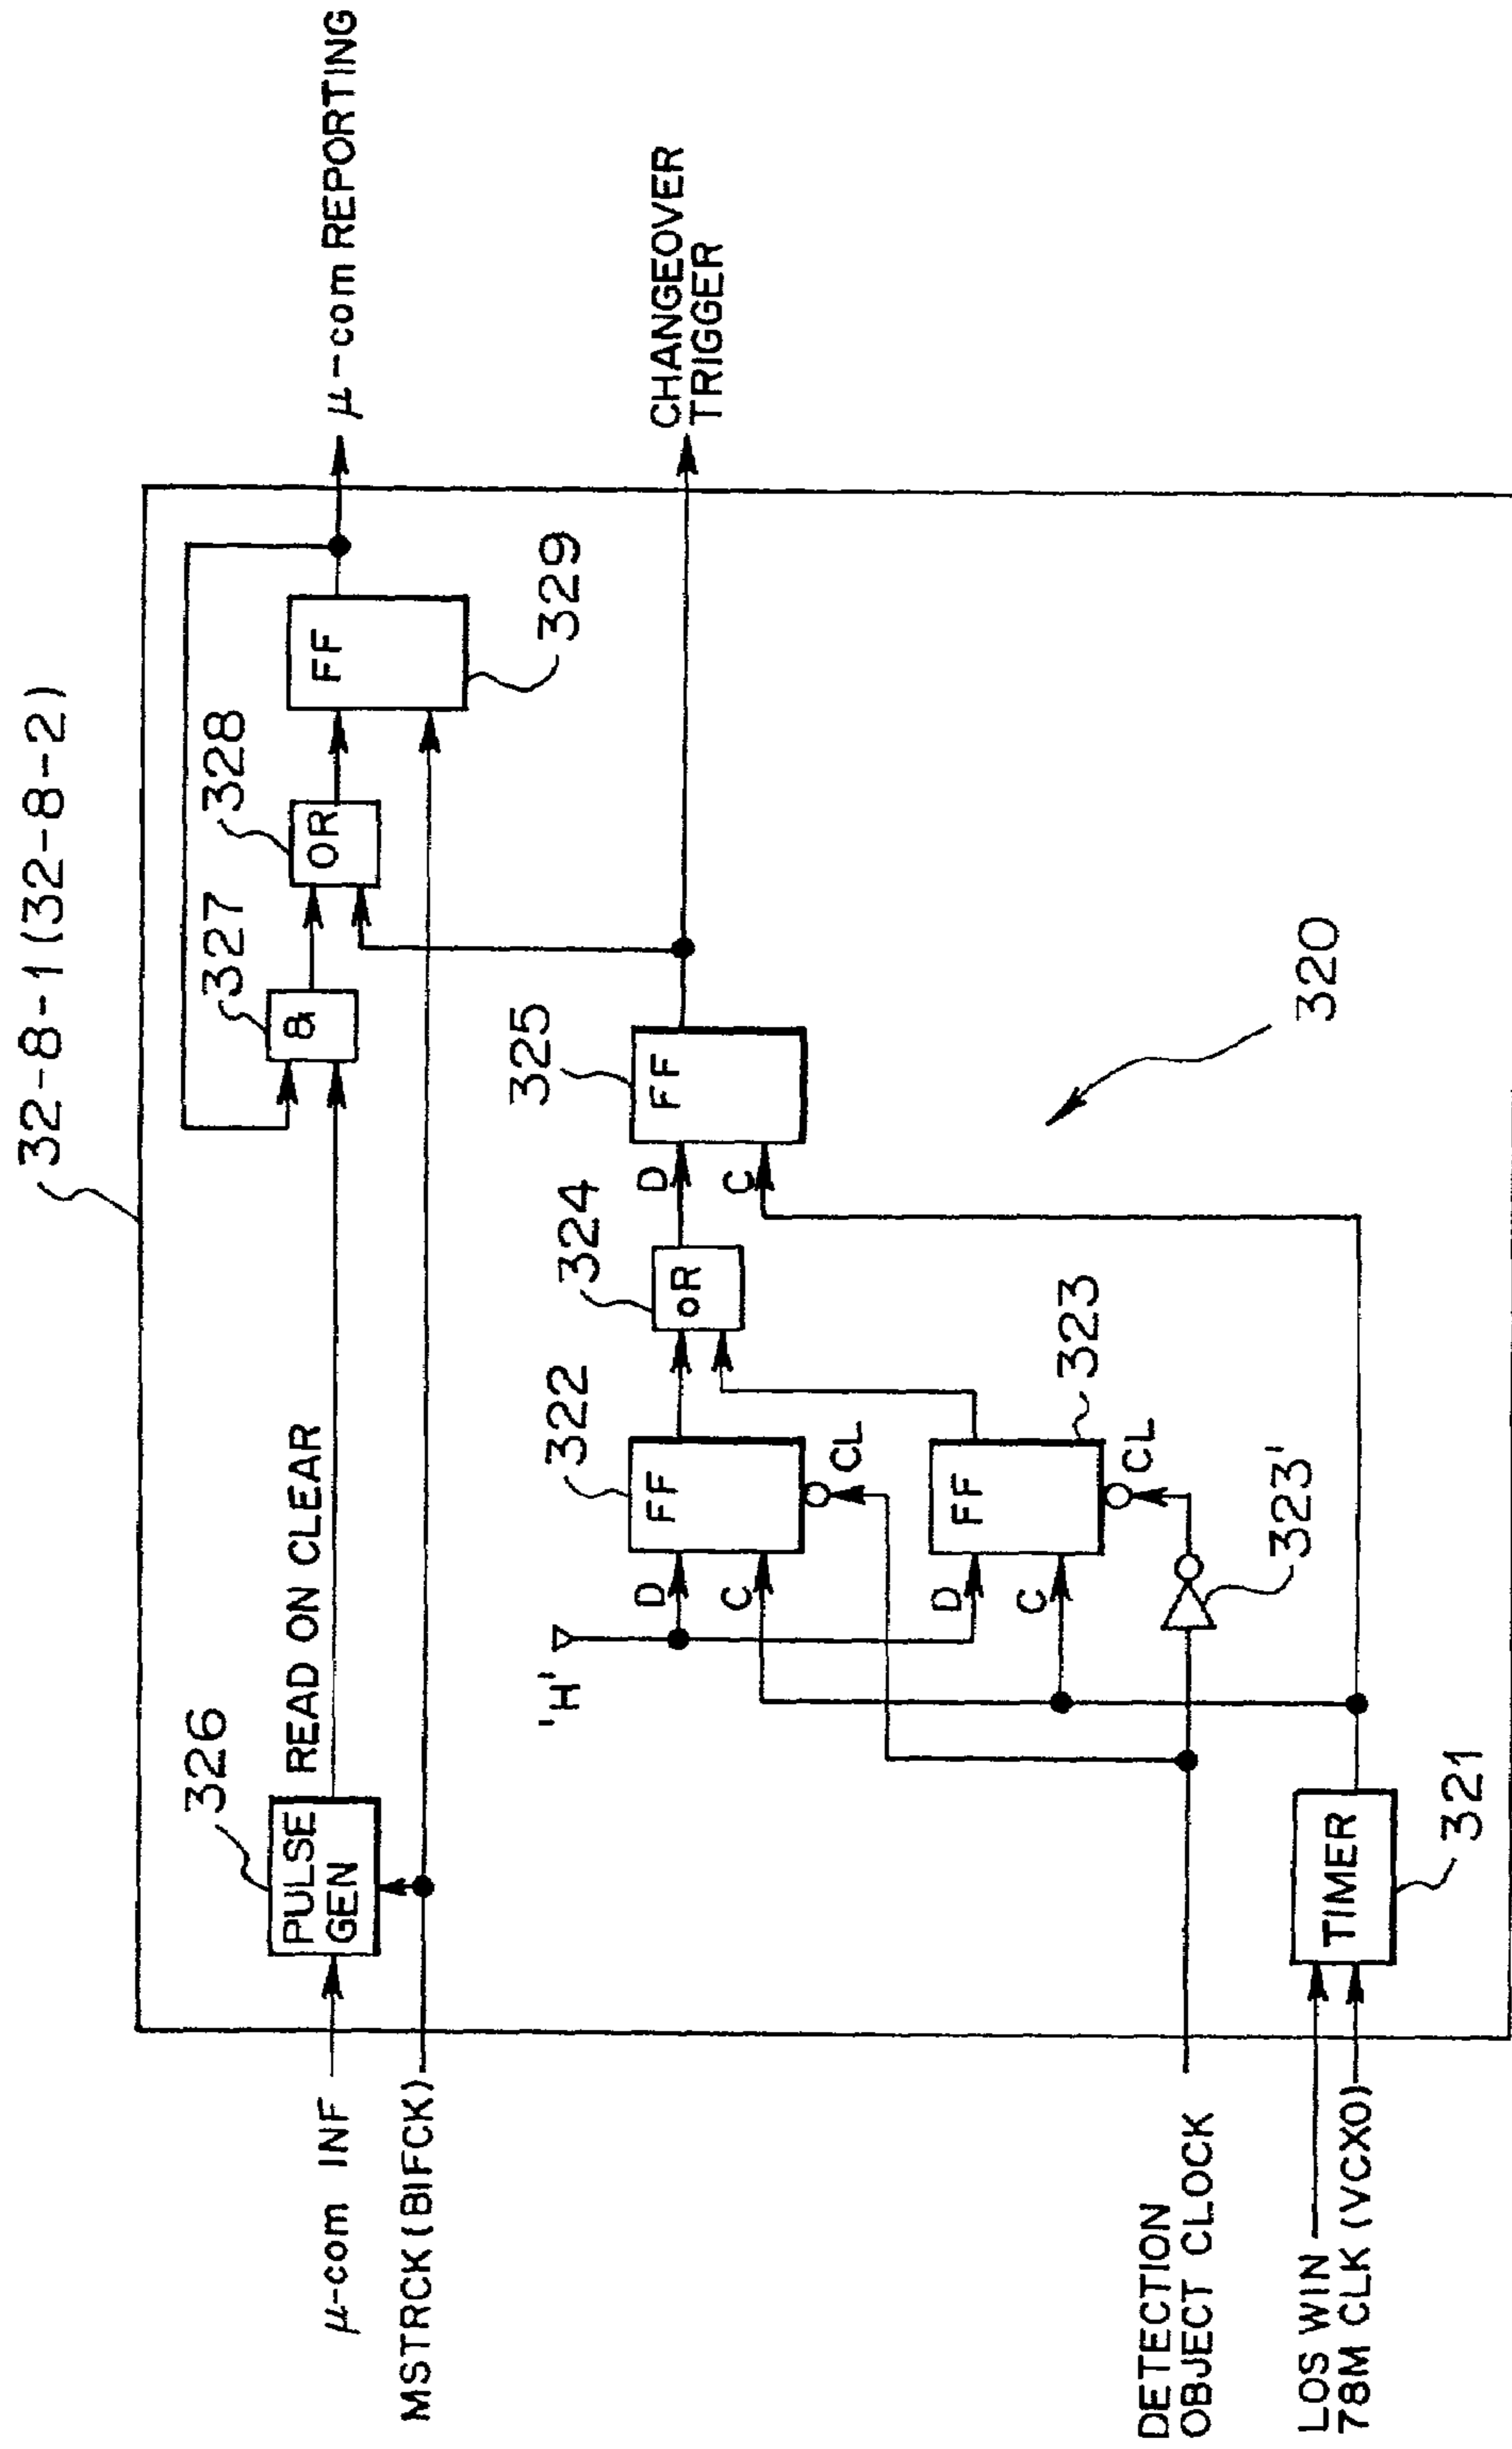 32-8-1 (32-8-2)
μ-com INF
326
PULSE
GEN
READ ON CLEAR
327
&
328
OR
FF
329
μ-com REPORTING
MSTRCK (BIFCK)
'H'
322
D
FF
C
CL
324
OR
325
D
FF
C
CHANGEOVER
TRIGGER
323
D
FF
C
CL
323'
320
DETECTION
OBJECT CLOCK
LOS WIN
78M CLK (VCXO)
TIMER
321